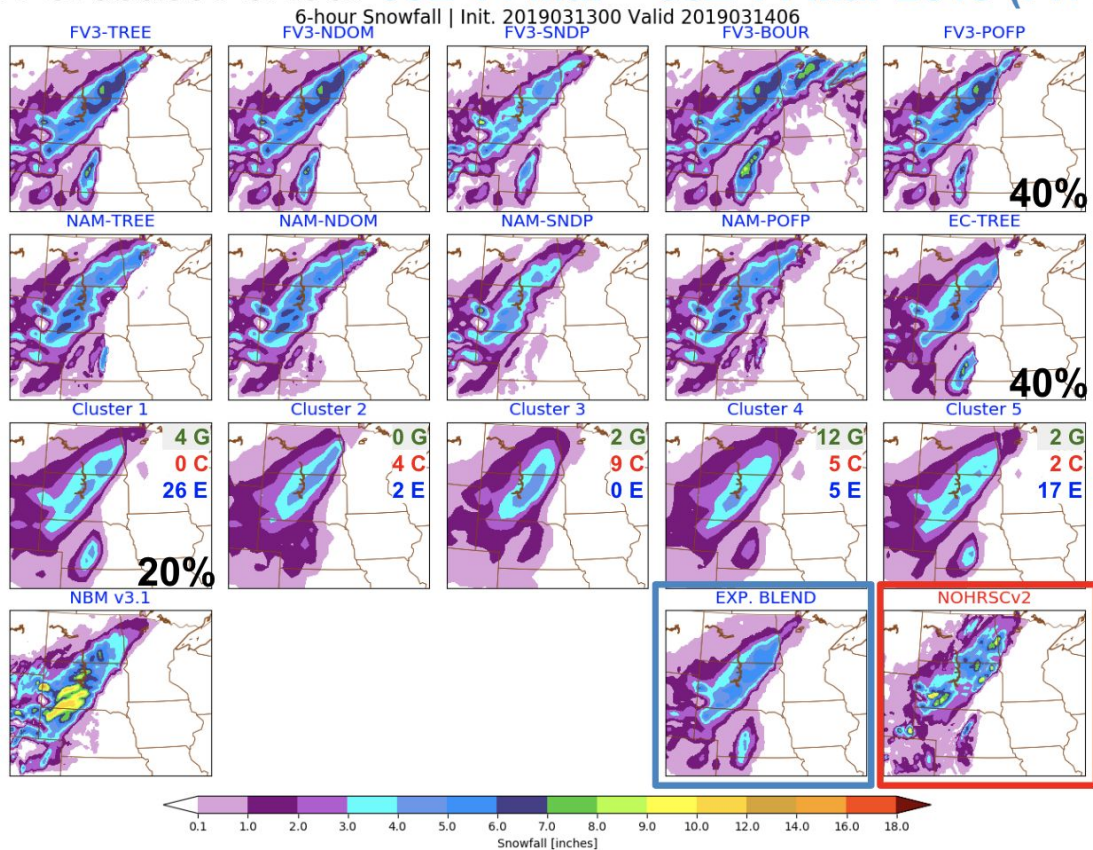 6-hour Snowfall | Init. 2019031300 Valid 2019031406
FV3-TREE FV3-NDOM FV3-SNDP FV3-BOUR FV3-POFP
40%
NAM-TREE NAM-NDOM NAM-SNDP NAM-POFP EC-TREE
40%
Cluster 1 Cluster 2 Cluster 3 Cluster 4 Cluster 5
4 G 0 G 2 G 12 G 2 G
0 C 4 C 9 C 5 C 2 C
26 E 2 E 0 E 5 E 17 E
20%
NBM v3.1 EXP. BLEND NOHRSCv2
0.1 1.0 2.0 3.0 4.0 5.0 6.0 7.0 8.0 9.0 10.0 12.0 14.0 16.0 18.0
Snowfall [inches]